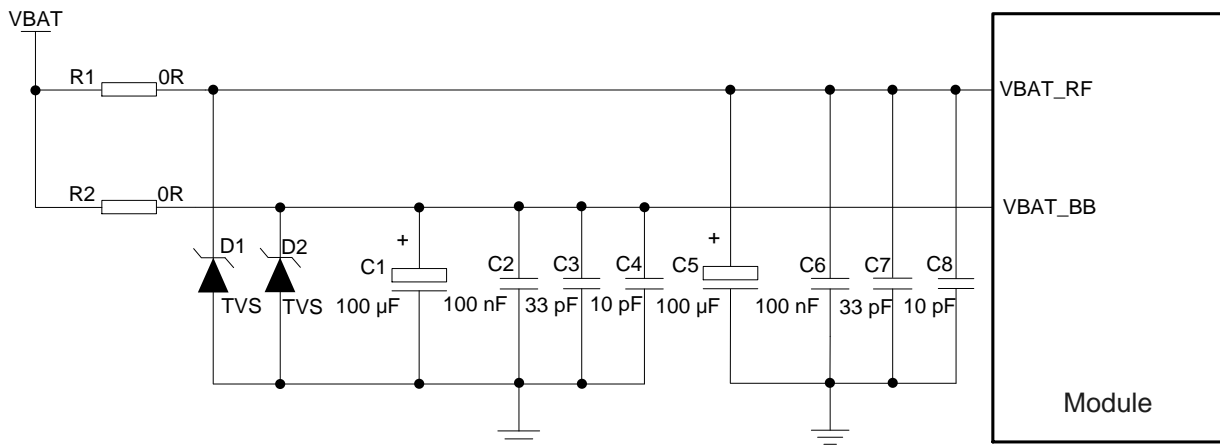 VBAT
R1 0R
VBAT_RF
R2 0R
VBAT_BB
D1 D2
TVS TVS
+
C1
100 µF
C2
100 nF
C3
33 pF
C4
10 pF
+
C5
100 µF
C6
100 nF
C7
33 pF
C8
10 pF
Module